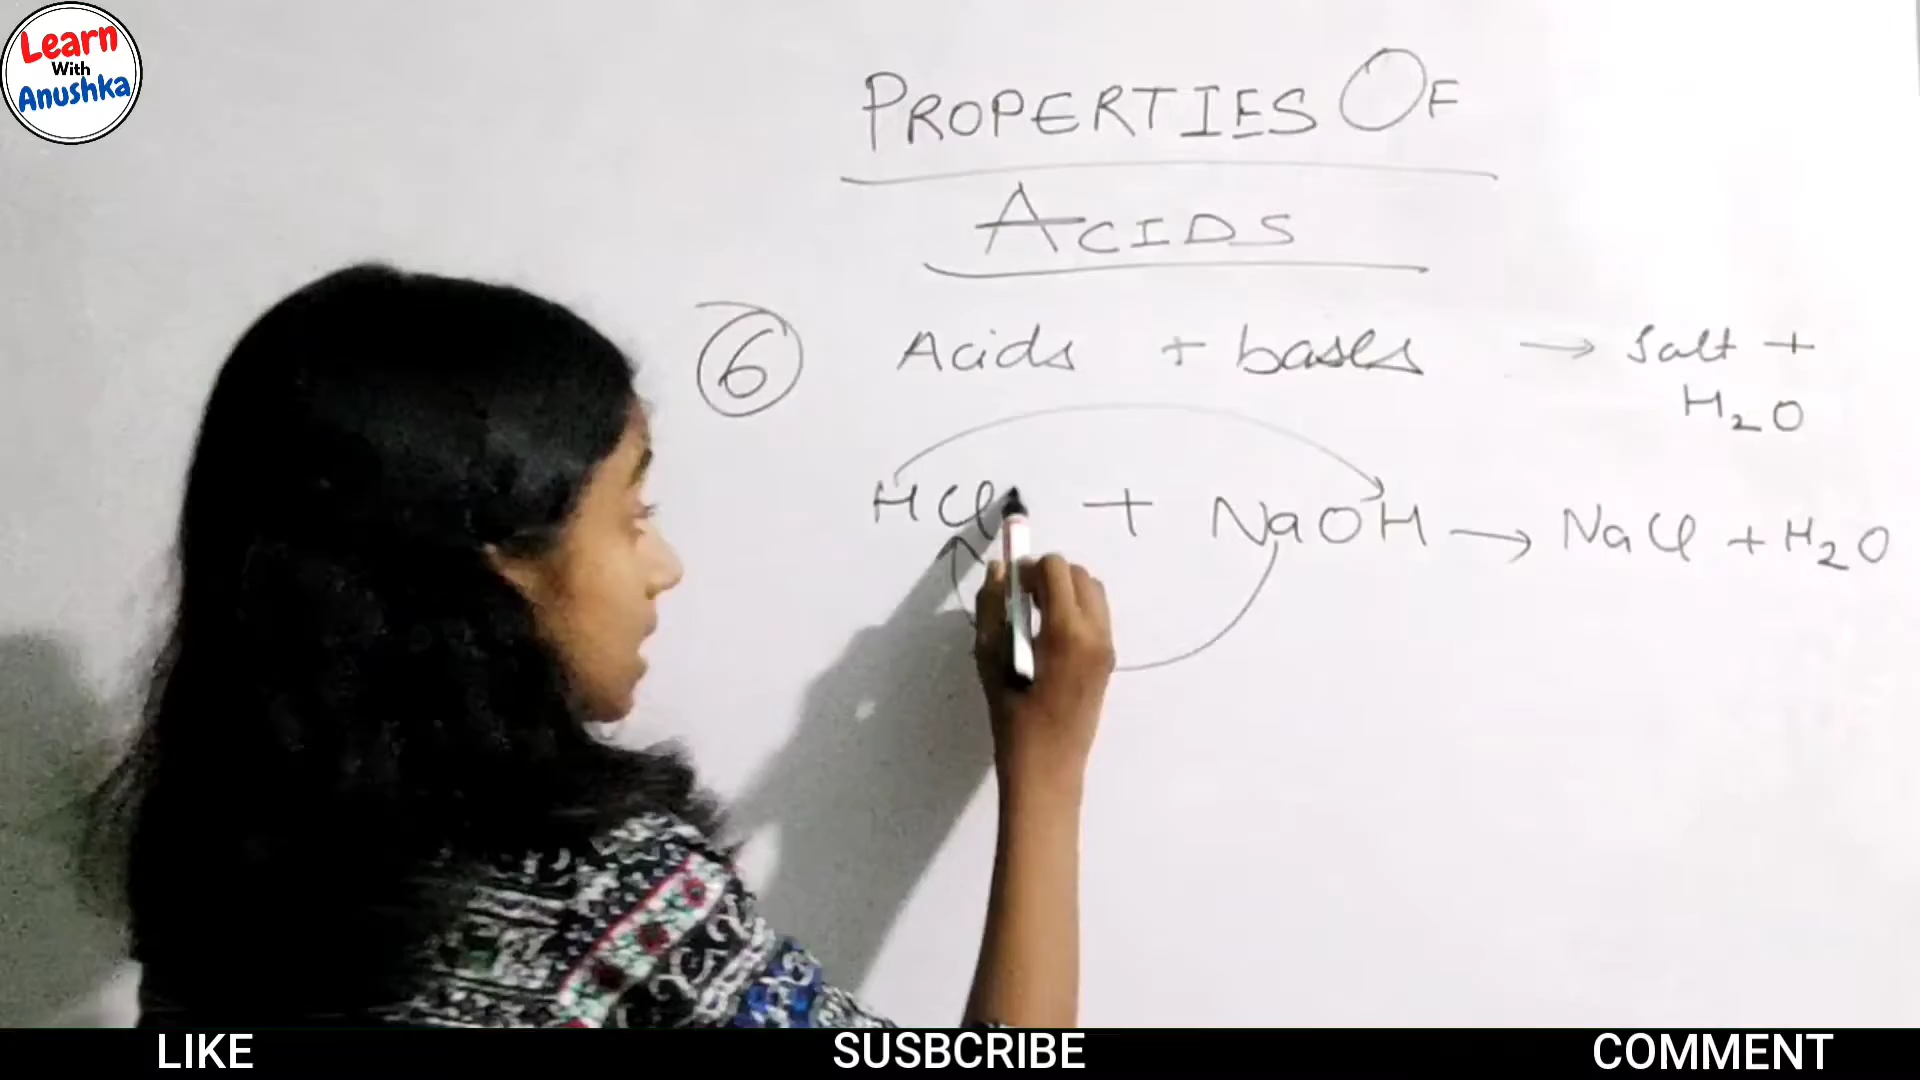 Learn
With
Anushka
PROPERTIES OF
ACIDS
6 Acids + bases → Salt +
H₂O
HCl + NaOH → NaCl + H₂O
LIKE SUSBCRIBE COMMENT